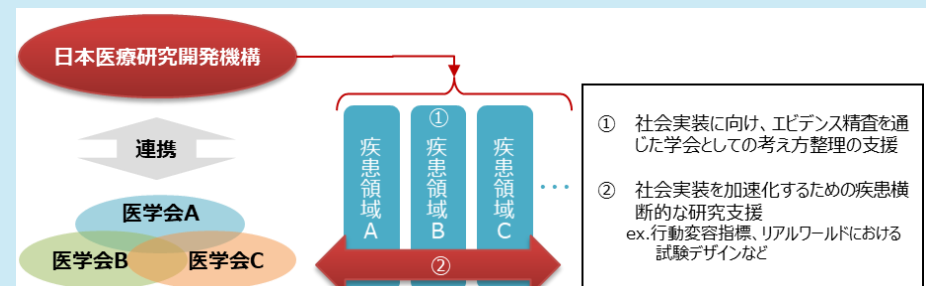 日本医療研究開発機構
連携
医学会A
医学会B
医学会C
①
疾患領域A
疾患領域B
疾患領域C
・・・
②
① 社会実装に向け、エビデンス精査を通
じた学会としての考え方整理の支援
② 社会実装を加速化するための疾患横
断的な研究支援
ex.行動変容指標、リアルワールドにおける
試験デザインなど